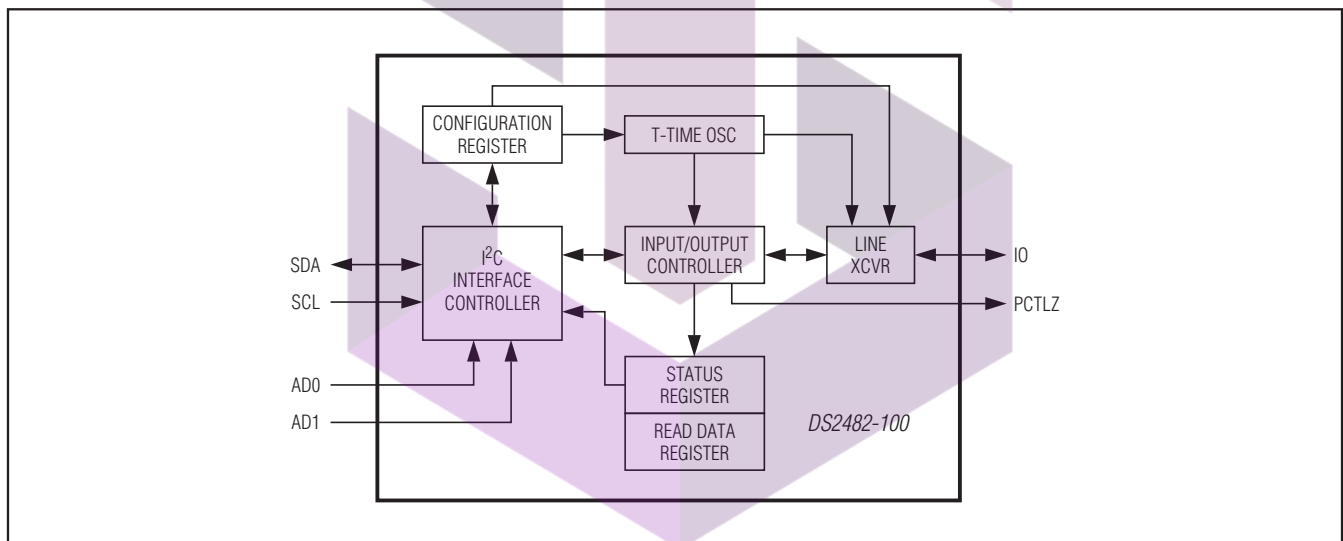 CONFIGURATION
REGISTER
T-TIME OSC
SDA
SCL
AD0
AD1
I²C
INTERFACE
CONTROLLER
INPUT/OUTPUT
CONTROLLER
LINE
XCVR
IO
PCTLZ
STATUS
REGISTER
READ DATA
REGISTER
DS2482-100